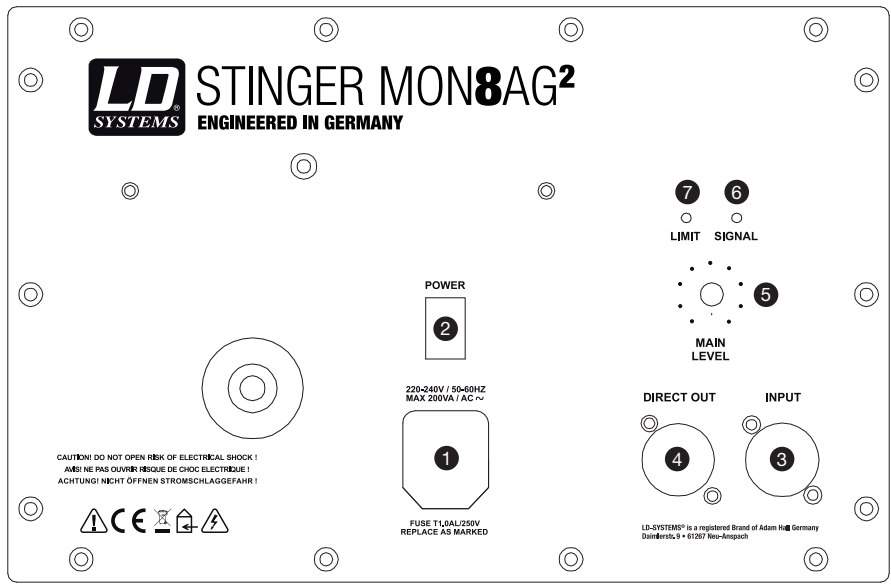 LD
SYSTEMS®
STINGER MON8AG²
ENGINEERED IN GERMANY
7
6
LIMIT
SIGNAL
5
MAIN
LEVEL
POWER
2
220-240V / 50-60HZ
MAX 200VA / AC ~
1
FUSE T1,0AL/250V
REPLACE AS MARKED
DIRECT OUT
INPUT
4
3
CAUTION! DO NOT OPEN RISK OF ELECTRICAL SHOCK !
AVIS! NE PAS OUVRIR RISQUE DE CHOC ELECTRIQUE !
ACHTUNG! NICHT ÖFFNEN STROMSCHLAGGEFAHR !
CE
LD-SYSTEMS® is a registered Brand of Adam Hall Germany
Daimlerstr. 9 • 61267 Neu-Anspach